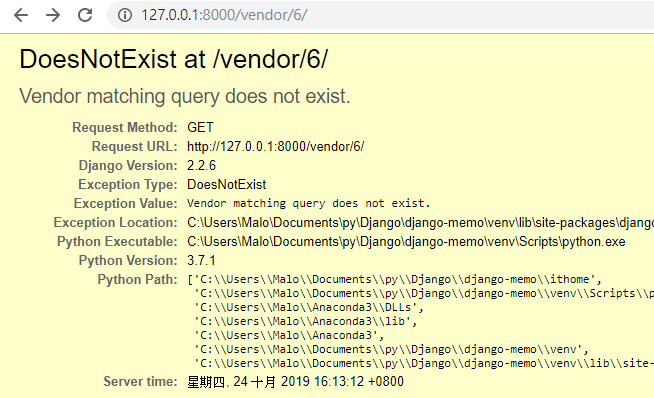 127.0.0.1:8000/vendor/6/
DoesNotExist at /vendor/6/
Vendor matching query does not exist.
Request Method: GET
Request URL: http://127.0.0.1:8000/vendor/6/
Django Version: 2.2.6
Exception Type: DoesNotExist
Exception Value: Vendor matching query does not exist.
Exception Location: C:\Users\Malo\Documents\py\Django\django-memo\venv\lib\site-packages\django
Python Executable: C:\Users\Malo\Documents\py\Django\django-memo\venv\Scripts\python.exe
Python Version: 3.7.1
Python Path: ['C:\\Users\\Malo\\Documents\\py\\Django\\django-memo\\ithome',
'C:\\Users\\Malo\\Documents\\py\\Django\\django-memo\\venv\\Scripts\\p
'C:\\Users\\Malo\\Anaconda3\\DLLs',
'C:\\Users\\Malo\\Anaconda3\\lib',
'C:\\Users\\Malo\\Anaconda3',
'C:\\Users\\Malo\\Documents\\py\\Django\\django-memo\\venv',
'C:\\Users\\Malo\\Documents\\py\\Django\\django-memo\\venv\\lib\\site-
Server time: 星期四, 24 十月 2019 16:13:12 +0800